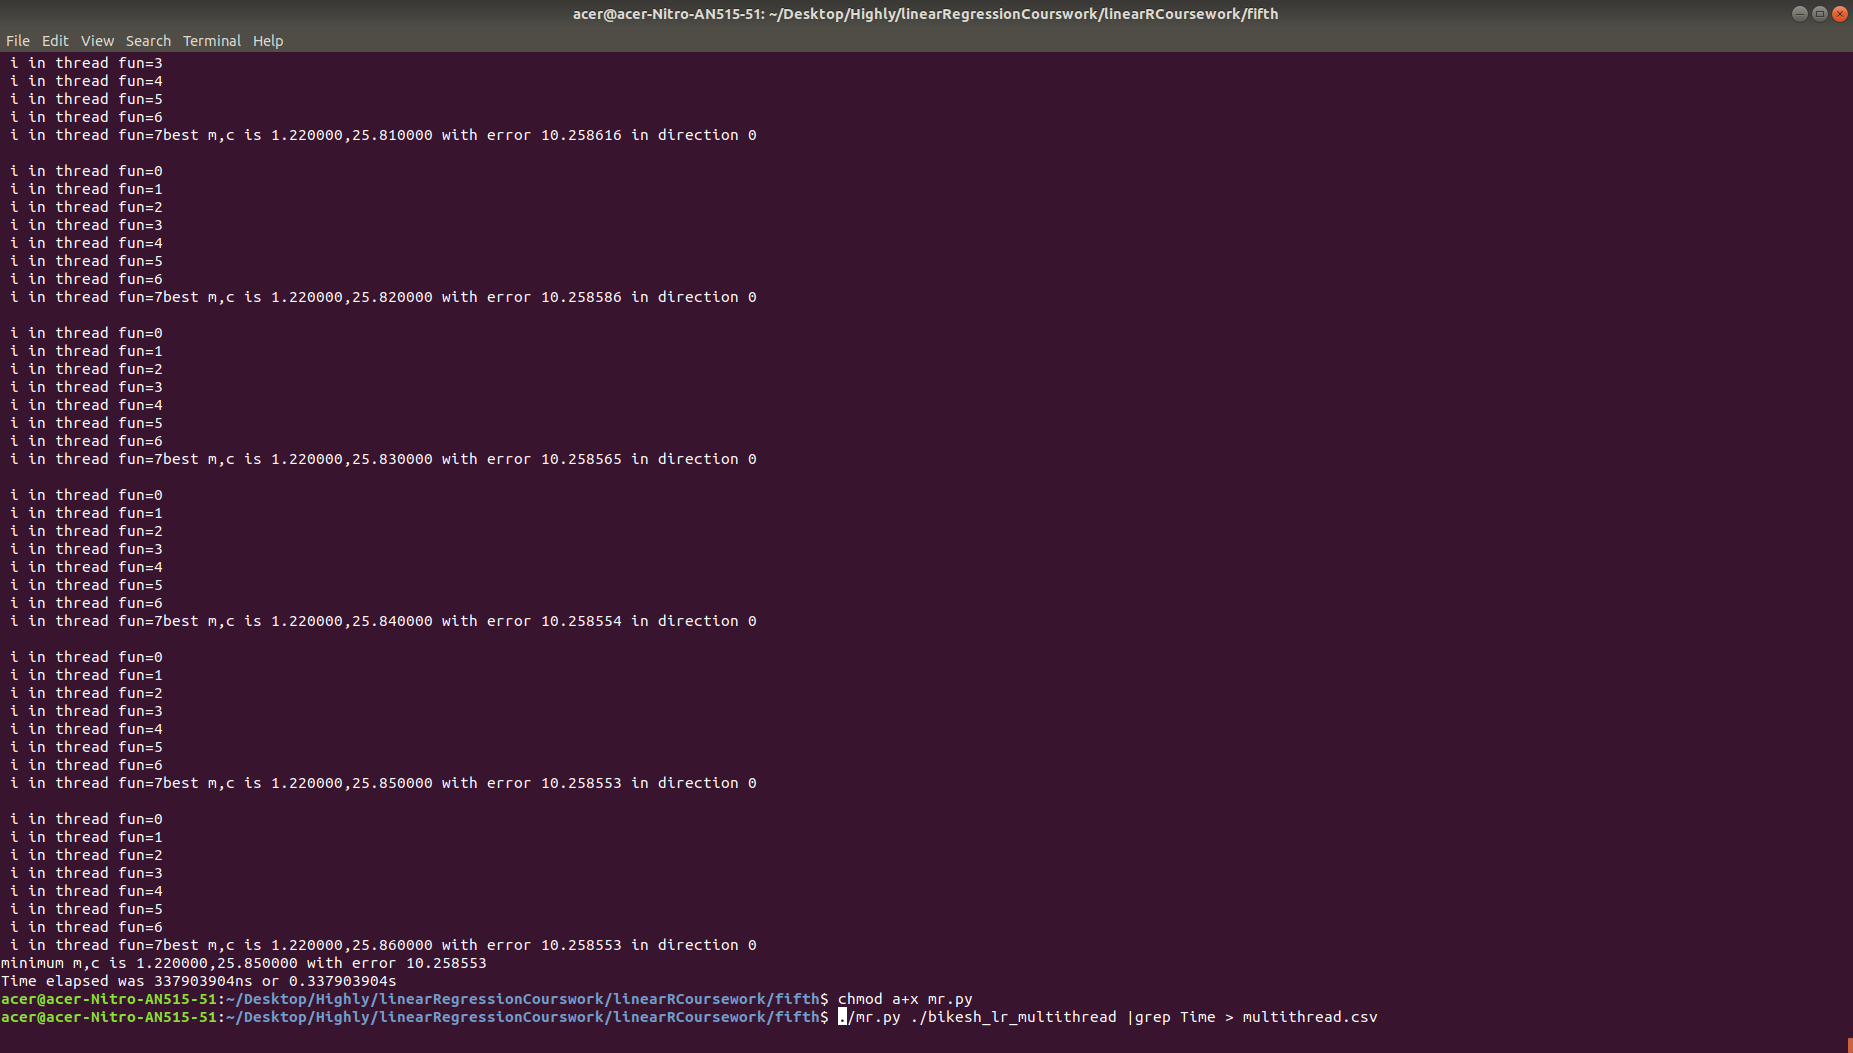 acer@acer-Nitro-AN515-51: ~/Desktop/Highly/linearRegressionCourswork/linearRCoursework/fifth
File Edit View Search Terminal Help
i in thread fun=3
i in thread fun=4
i in thread fun=5
i in thread fun=6
i in thread fun=7best m,c is 1.220000,25.810000 with error 10.258616 in direction 0
i in thread fun=0
i in thread fun=1
i in thread fun=2
i in thread fun=3
i in thread fun=4
i in thread fun=5
i in thread fun=6
i in thread fun=7best m,c is 1.220000,25.820000 with error 10.258586 in direction 0
i in thread fun=0
i in thread fun=1
i in thread fun=2
i in thread fun=3
i in thread fun=4
i in thread fun=5
i in thread fun=6
i in thread fun=7best m,c is 1.220000,25.830000 with error 10.258565 in direction 0
i in thread fun=0
i in thread fun=1
i in thread fun=2
i in thread fun=3
i in thread fun=4
i in thread fun=5
i in thread fun=6
i in thread fun=7best m,c is 1.220000,25.840000 with error 10.258554 in direction 0
i in thread fun=0
i in thread fun=1
i in thread fun=2
i in thread fun=3
i in thread fun=4
i in thread fun=5
i in thread fun=6
i in thread fun=7best m,c is 1.220000,25.850000 with error 10.258553 in direction 0
i in thread fun=0
i in thread fun=1
i in thread fun=2
i in thread fun=3
i in thread fun=4
i in thread fun=5
i in thread fun=6
i in thread fun=7best m,c is 1.220000,25.860000 with error 10.258553 in direction 0
minimum m,c is 1.220000,25.850000 with error 10.258553
Time elapsed was 337903904ns or 0.337903904s
acer@acer-Nitro-AN515-51:~/Desktop/Highly/linearRegressionCourswork/linearRCoursework/fifth$ chmod a+x mr.py
acer@acer-Nitro-AN515-51:~/Desktop/Highly/linearRegressionCourswork/linearRCoursework/fifth$ ./mr.py ./bikesh_lr_multithread |grep Time > multithread.csv